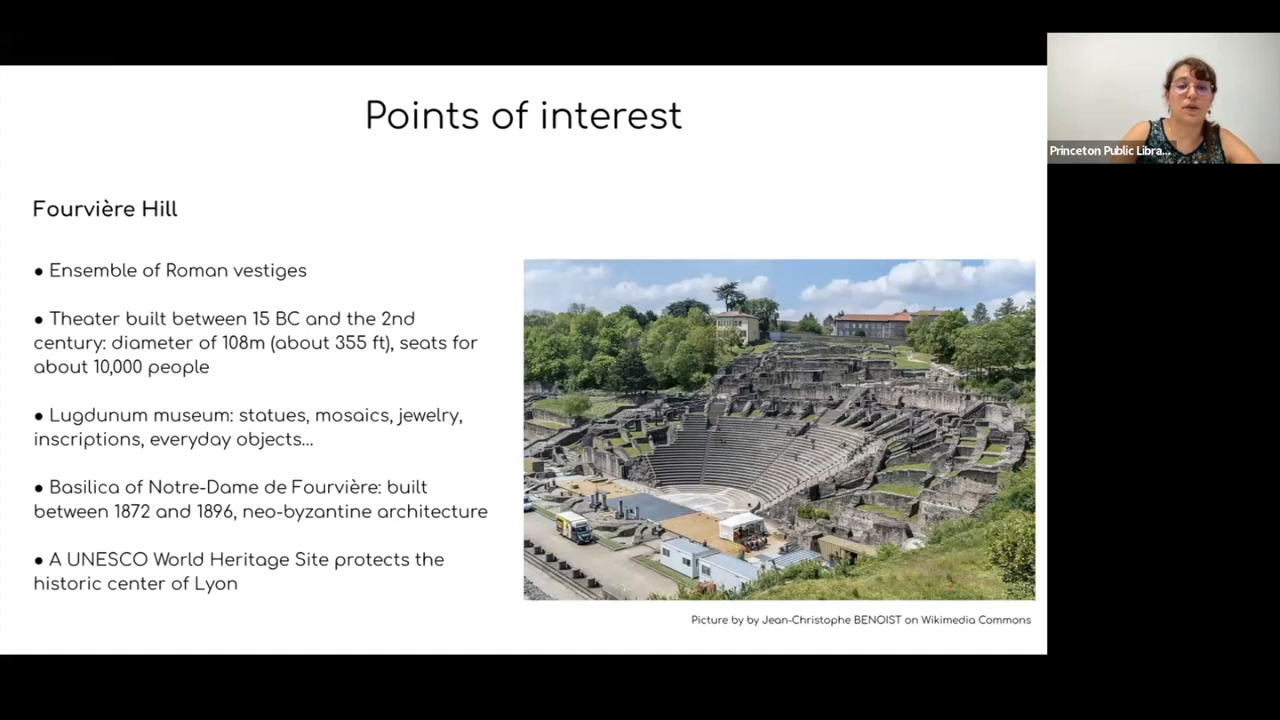 Points of interest
Fourvière Hill
● Ensemble of Roman vestiges
● Theater built between 15 BC and the 2nd
century: diameter of 108m (about 355 ft), seats for
about 10,000 people
● Lugdunum museum: statues, mosaics, jewelry,
inscriptions, everyday objects...
● Basilica of Notre-Dame de Fourvière: built
between 1872 and 1896, neo-byzantine architecture
● A UNESCO World Heritage Site protects the
historic center of Lyon
Picture by by Jean-Christophe BENOIST on Wikimedia Commons
Princeton Public Libra...